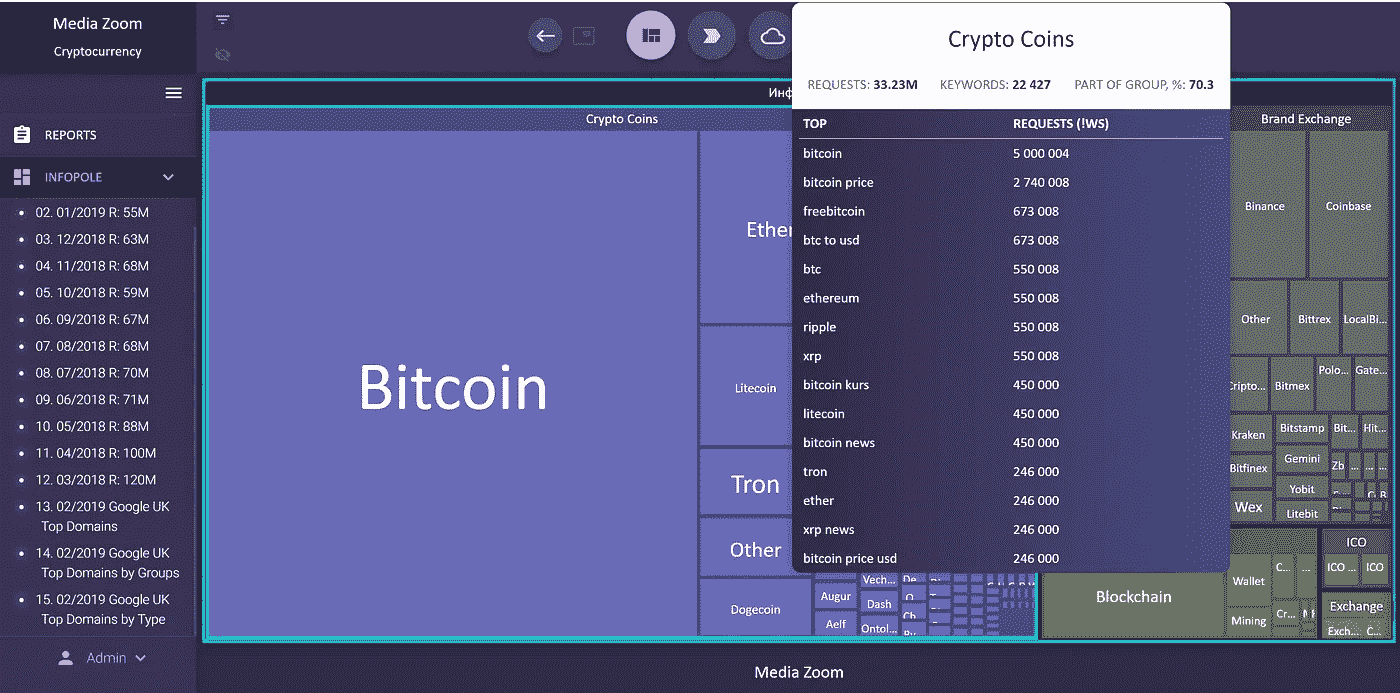 Media Zoom
Cryptocurrency
REPORTS
INFOPOLE
02. 01/2019 R: 55M
03. 12/2018 R: 63M
04. 11/2018 R: 68M
05. 10/2018 R: 59M
06. 09/2018 R: 67M
07. 08/2018 R: 68M
08. 07/2018 R: 70M
09. 06/2018 R: 71M
10. 05/2018 R: 88M
11. 04/2018 R: 100M
12. 03/2018 R: 120M
13. 02/2019 Google UK
Top Domains
14. 02/2019 Google UK
Top Domains by Groups
15. 02/2019 Google UK
Top Domains by Type
Admin
Инф
Crypto Coins
Bitcoin
Ether
Litecoin
Tron
Other
Dogecoin
Augur
Aelf
Vech...
Dash
Ontol...
De...
Crypto Coins
REQUESTS: 33.23M KEYWORDS: 22 427 PART OF GROUP, %: 70.3
TOP REQUESTS (!WS)
bitcoin 5 000 004
bitcoin price 2 740 008
freebitcoin 673 008
btc to usd 673 008
btc 550 008
ethereum 550 008
ripple 550 008
xrp 550 008
bitcoin kurs 450 000
litecoin 450 000
bitcoin news 450 000
tron 246 000
ether 246 000
xrp news 246 000
bitcoin price usd 246 000
Brand Exchange
Binance Coinbase
Other Bittrex LocalBi...
Cripto... Bitmex Polo... Gate...
Kraken Bitstamp Bit... Hit...
Bitfinex Gemini Zb ... ... ...
Wex Yobit
Litebit
Blockchain
Wallet C... ...
Mining Cr...
ICO
ICO ... ICO
Exchange
Exch... C...
Media Zoom